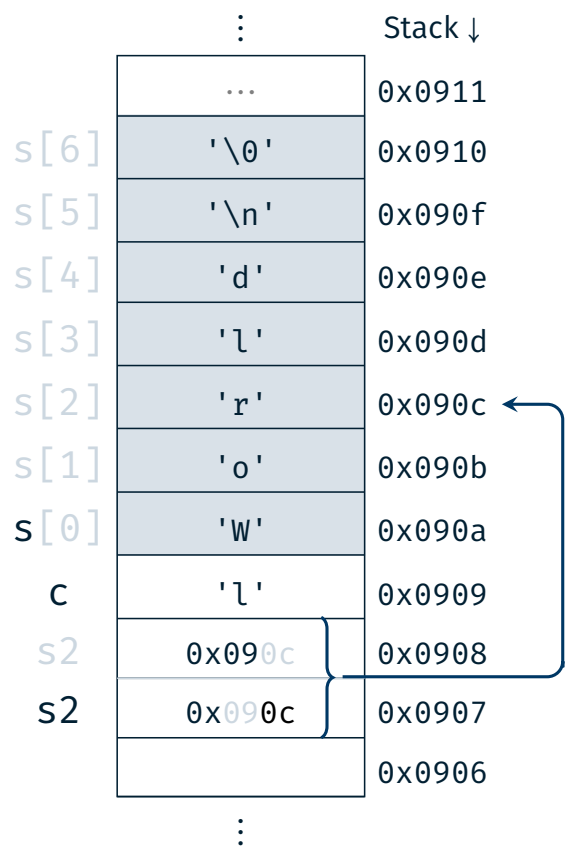 ⋮ Stack ↓
... 0x0911
s[6] '\0' 0x0910
s[5] '\n' 0x090f
s[4] 'd' 0x090e
s[3] 'l' 0x090d
s[2] 'r' 0x090c
s[1] 'o' 0x090b
s[0] 'W' 0x090a
c 'l' 0x0909
s2 0x090c 0x0908
s2 0x090c 0x0907
0x0906
⋮